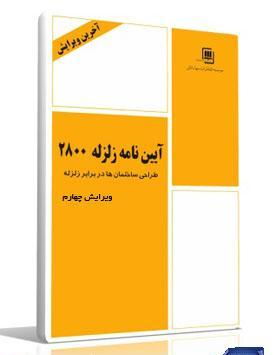 آخرین ویرایش
آیین نامه زلزله ۲۸۰۰
طراحی ساختمان ها در برابر زلزله
ویرایش چهارم